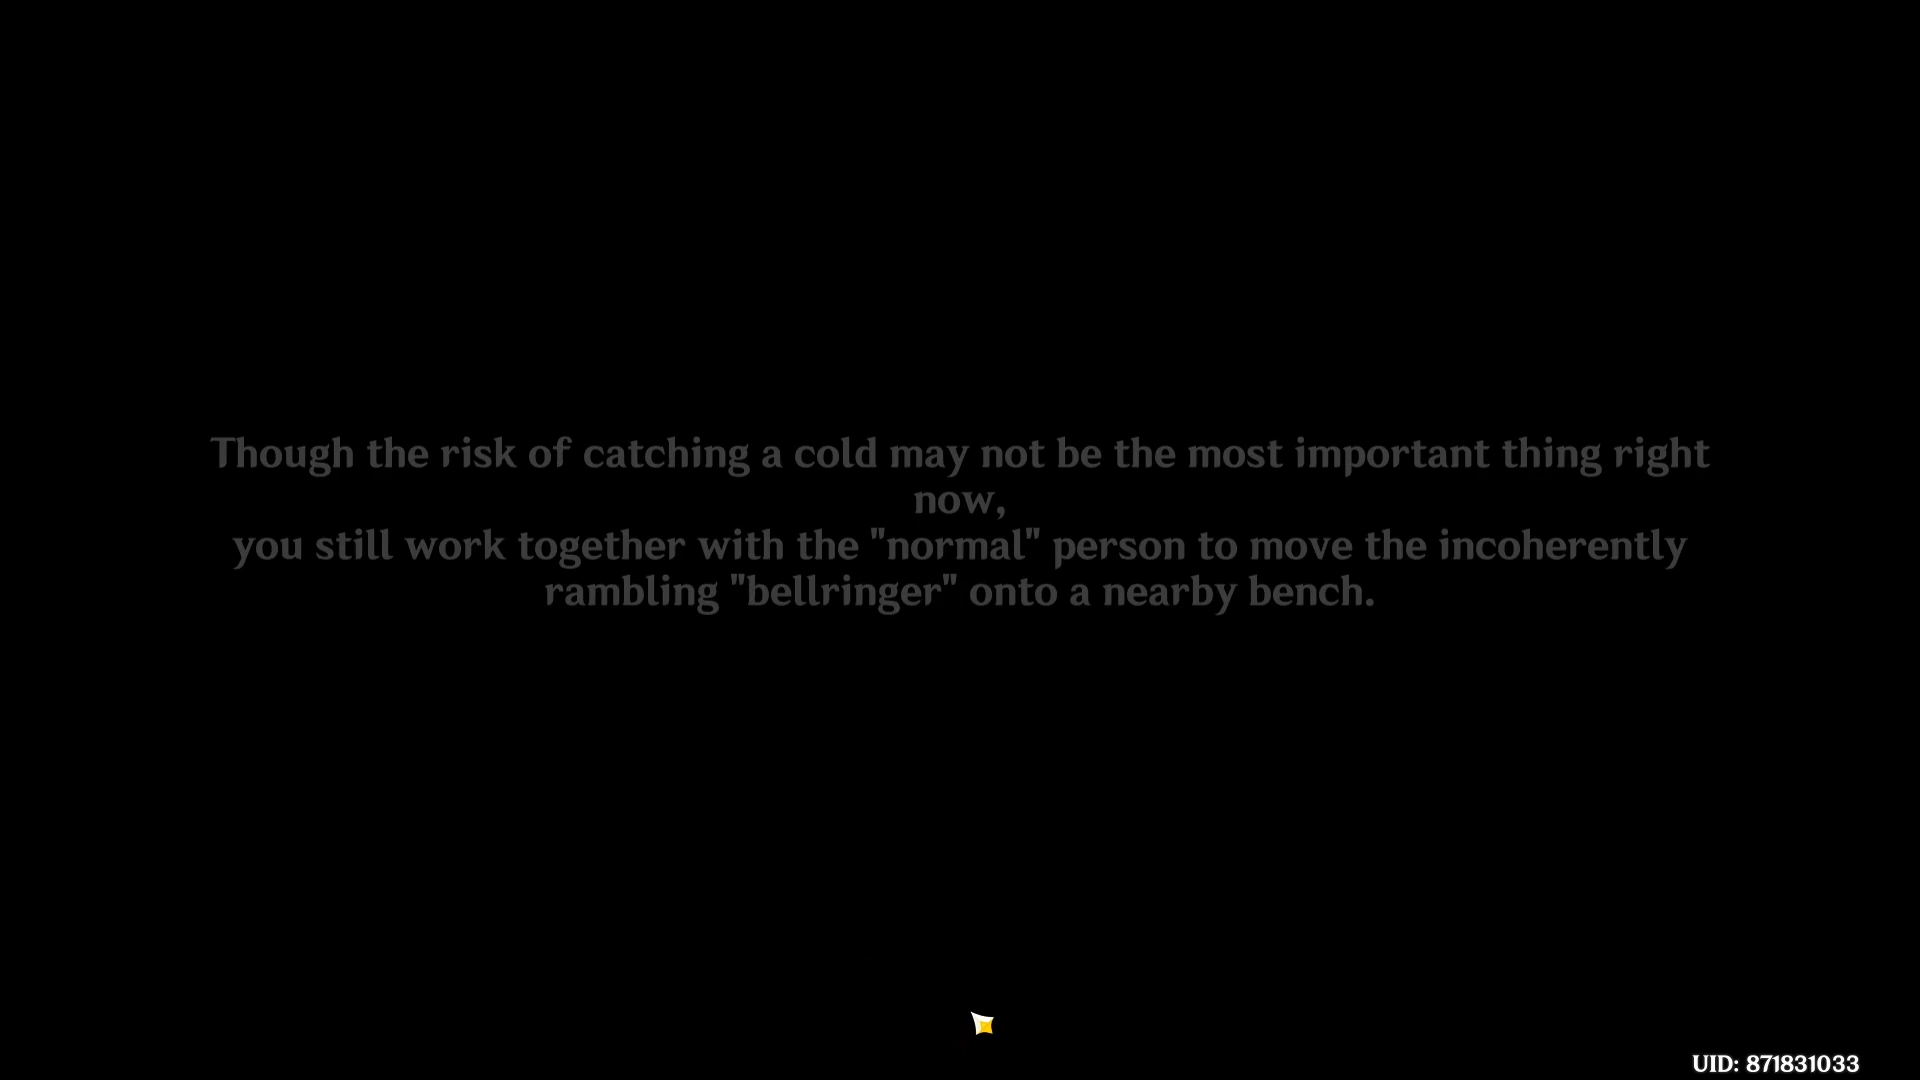 Though the risk of catching a cold may not be the most important thing right
now,
you still work together with the "normal" person to move the incoherently
rambling "bellringer" onto a nearby bench.
UID: 871831033